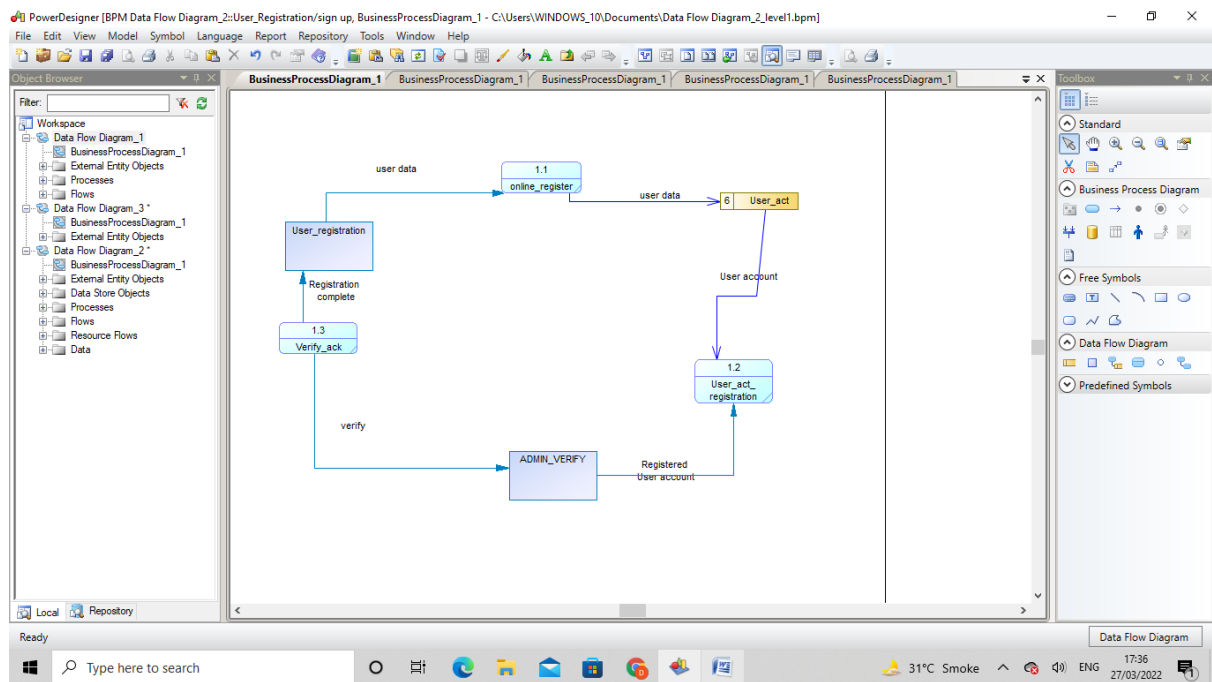 PowerDesigner [BPM Data Flow Diagram_2::User_Registration/sign up, BusinessProcessDiagram_1 - C:\Users\WINDOWS_10\Documents\Data Flow Diagram_2_level1.bpm]
File Edit View Model Symbol Language Report Repository Tools Window Help
Object Browser
BusinessProcessDiagram_1 BusinessProcessDiagram_1 BusinessProcessDiagram_1 BusinessProcessDiagram_1 BusinessProcessDiagram_1
Toolbox
Filter:
Workspace
Data Flow Diagram_1
BusinessProcessDiagram_1
External Entity Objects
Processes
Flows
Data Flow Diagram_3 *
BusinessProcessDiagram_1
External Entity Objects
Data Flow Diagram_2 *
BusinessProcessDiagram_1
External Entity Objects
Data Store Objects
Processes
Flows
Resource Flows
Data
Local Repository
user data
1.1
online_register
user data
6 User_act
User_registration
User account
Registration
complete
1.3
Verify_ack
1.2
User_act_
registration
verify
ADMIN_VERIFY
Registered
User account
Standard
Business Process Diagram
Free Symbols
Data Flow Diagram
Predefined Symbols
Ready
Data Flow Diagram
Type here to search
31°C Smoke
ENG
17:36
27/03/2022
1